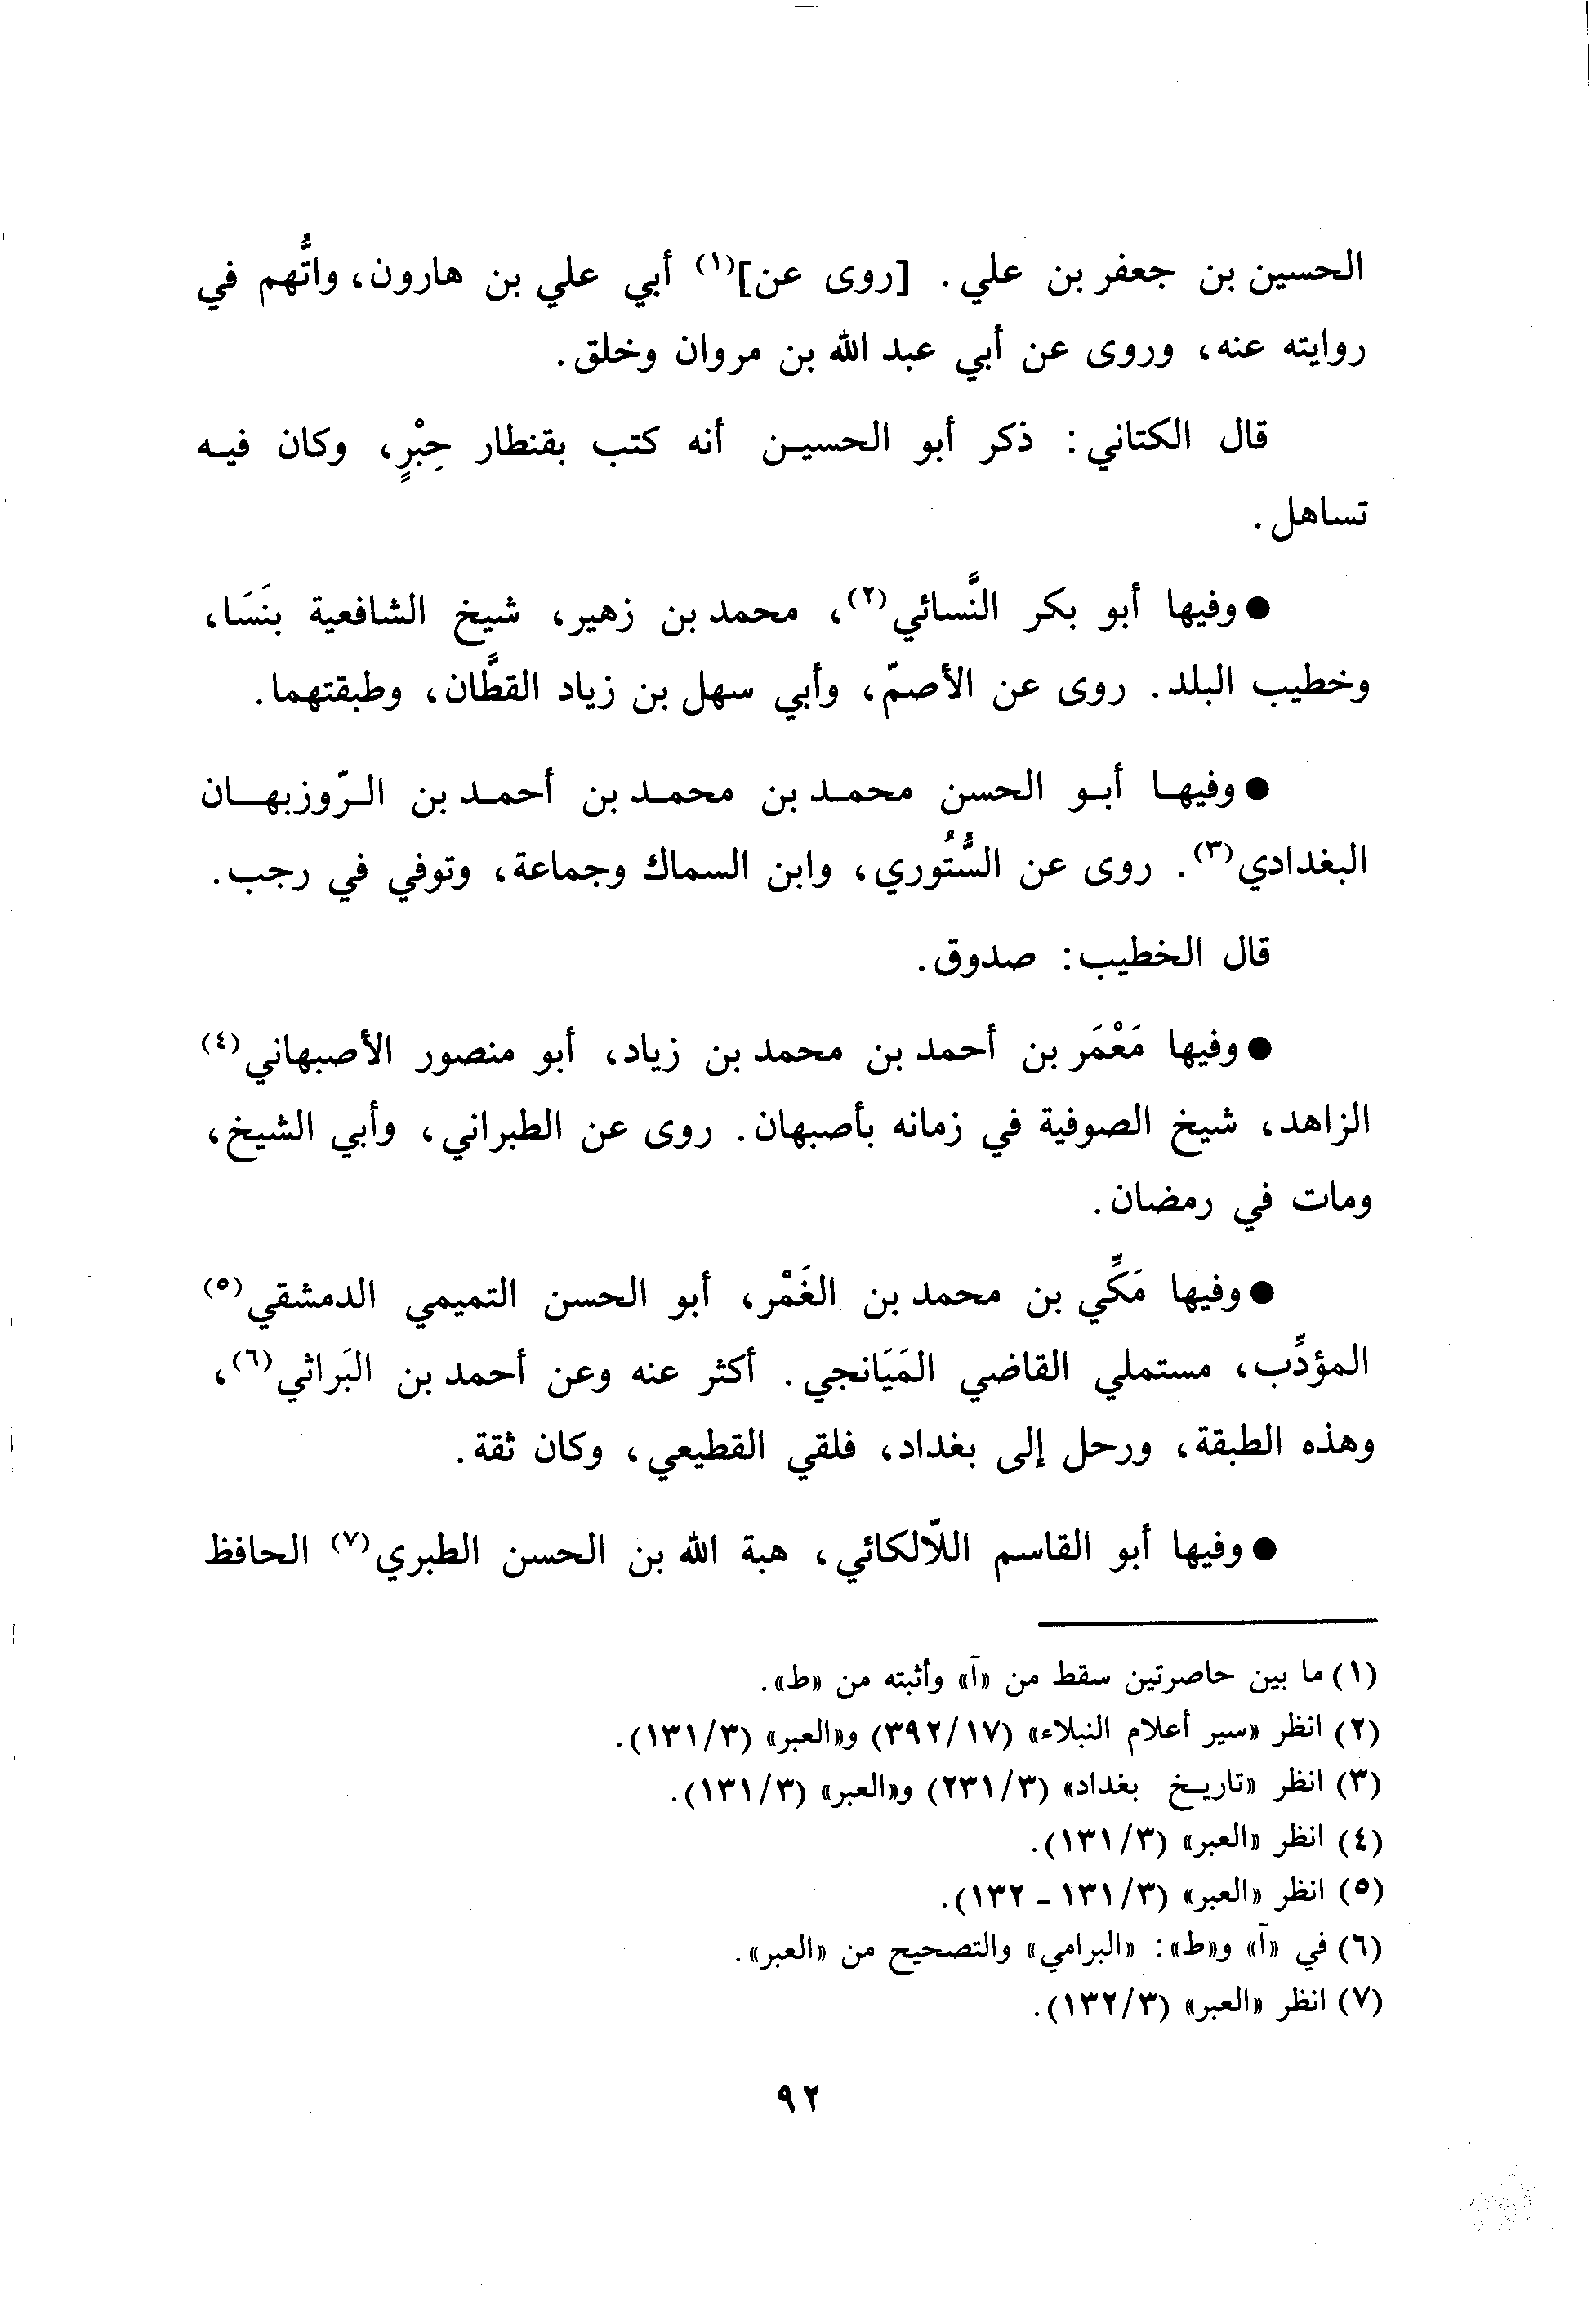 الحسين بن جعفر بن علي. [روى عن](١) أبي علي بن هارون، واتُّهم في
روايته عنه، وروى عن أبي عبد الله بن مروان وخلق.
قال الكتاني: ذكر أبو الحسين أنه كتب بقنطار حِبْرٍ، وكان فيه
تساهل.
● وفيها أبو بكر النَّسائي(٢)، محمد بن زهير، شيخ الشافعية بنَسَا،
وخطيب البلد. روى عن الأصمّ، وأبي سهل بن زياد القطَّان، وطبقتهما.
● وفيها أبو الحسن محمد بن محمد بن أحمد بن الرّوزبهان
البغدادي(٣). روى عن السُّتُوري، وابن السماك وجماعة، وتوفي في رجب.
قال الخطيب: صدوق.
● وفيها مَعْمَر بن أحمد بن محمد بن زياد، أبو منصور الأصبهاني(٤)
الزاهد، شيخ الصوفية في زمانه بأصبهان. روى عن الطبراني، وأبي الشيخ،
ومات في رمضان.
● وفيها مَكِّي بن محمد بن الغَمْر، أبو الحسن التميمي الدمشقي(٥)
المؤدِّب، مستملي القاضي المَيَانجي. أكثر عنه وعن أحمد بن البَراثي(٦)،
وهذه الطبقة، ورحل إلى بغداد، فلقي القطيعي، وكان ثقة.
● وفيها أبو القاسم اللّالكائي، هبة الله بن الحسن الطبري(٧) الحافظ
(١) ما بين حاصرتين سقط من «آ» وأثبته من «ط».
(٢) انظر «سير أعلام النبلاء» (١٧/‏٣٩٢) و«العبر» (٣/‏١٣١).
(٣) انظر «تاريخ بغداد» (٣/‏٢٣١) و«العبر» (٣/‏١٣١).
(٤) انظر «العبر» (٣/‏١٣١).
(٥) انظر «العبر» (٣/‏١٣١ - ١٣٢).
(٦) في «آ» و«ط»: «البرامي» والتصحيح من «العبر».
(٧) انظر «العبر» (٣/‏١٣٢).
٩٢